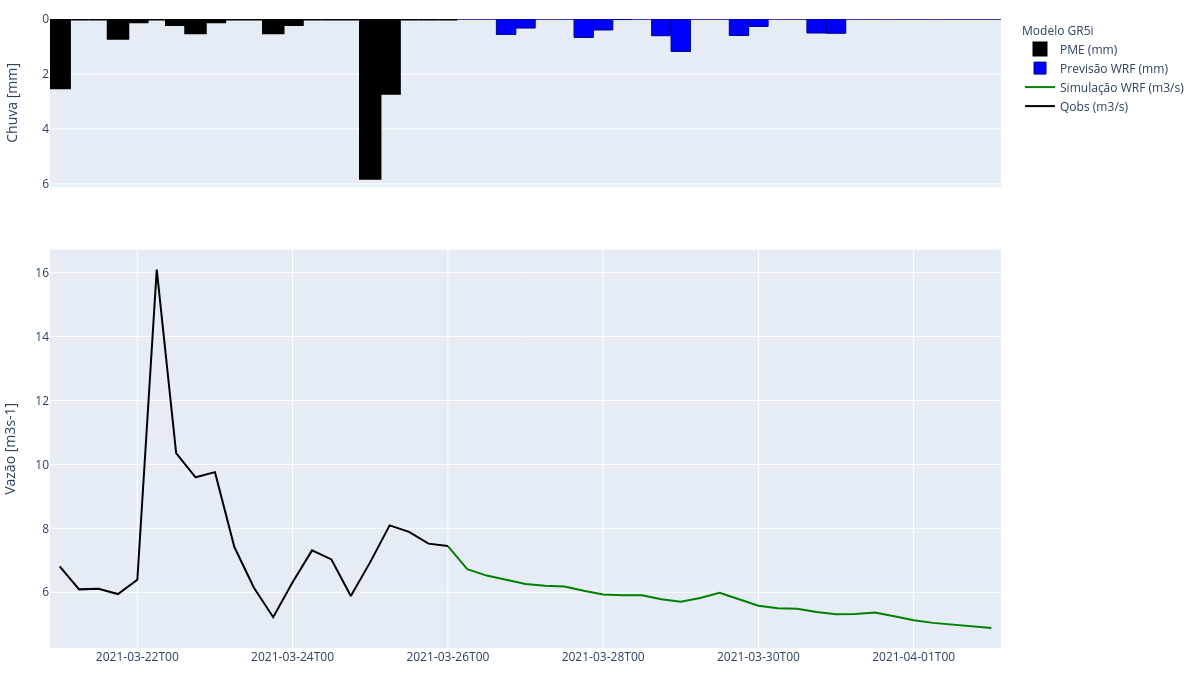 0
2
4
6
Chuva [mm]
Modelo GR5i
PME (mm)
Previsão WRF (mm)
Simulação WRF (m3/s)
Qobs (m3/s)
16
14
12
10
8
6
Vazão [m3s-1]
2021-03-22T00
2021-03-24T00
2021-03-26T00
2021-03-28T00
2021-03-30T00
2021-04-01T00